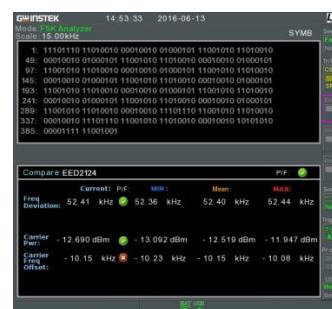 GW INSTEK 14:53:33 2016-06-13
Mode: FSK Analyzer
Scale: 15.00kHz SYMB
1: 11101110 11010010 00010010 01000101 11001010 11010010
49: 00010010 01000101 11001010 11010010 00010010 01000101
97: 11001010 11010010 00010010 01000101 11001010 11010010
145: 00010010 01000101 11001010 11010010 00010010 01000101
193: 11001010 11010010 00010010 01000101 11001010 11010010
241: 00010010 01000101 11001010 11010010 00010010 01000101
289: 11001010 11010010 00010010 01000101 11001010 11010010
337: 00010010 11101110 11001010 11010010 00010010 10101010
385: 00001111 11001001
Compare EED2124 P/F:
Current: P/F: MIN: Mean: MAX:
Freq Deviation: 52.41 kHz 52.36 kHz 52.40 kHz 52.44 kHz
Carrier Pwr: -12.690 dBm -13.092 dBm -12.519 dBm -11.947 dBm
Carrier Freq Offset: -10.15 kHz -10.23 kHz -10.15 kHz -10.08 kHz
BAT USB